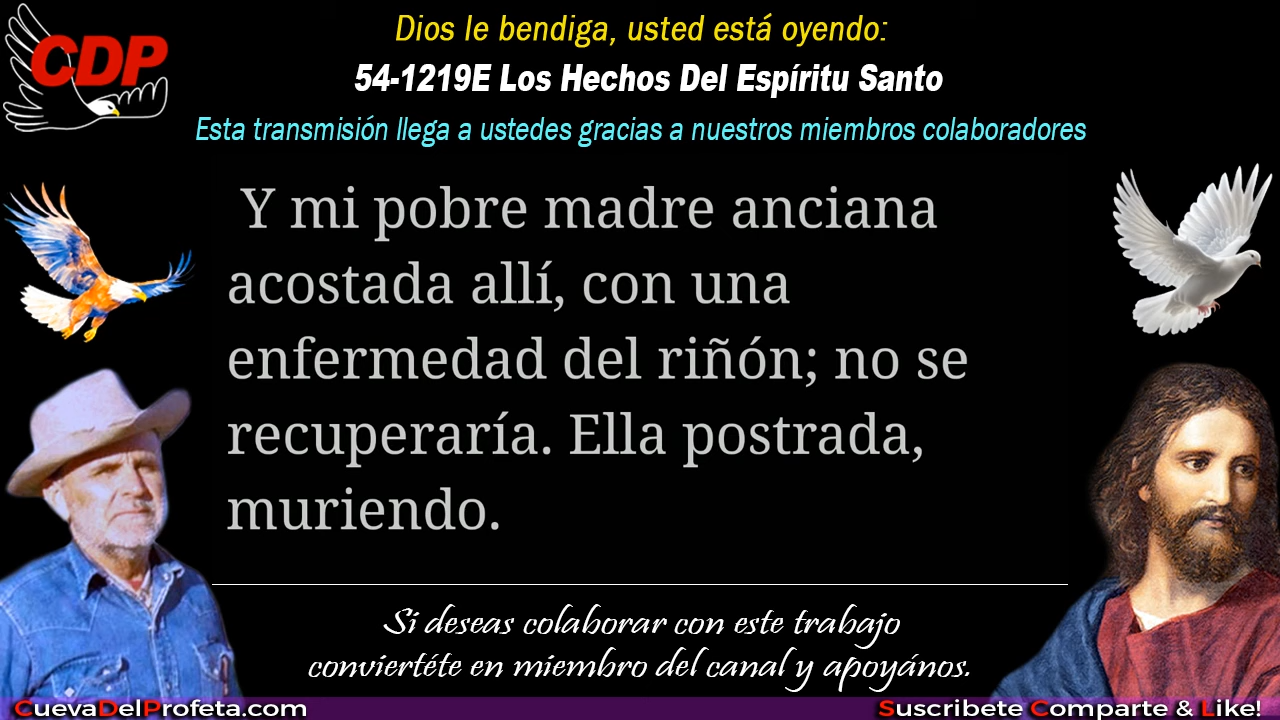 CDP
Dios le bendiga, usted está oyendo:
54-1219E Los Hechos Del Espíritu Santo
Esta transmisión llega a ustedes gracias a nuestros miembros colaboradores
Y mi pobre madre anciana
acostada allí, con una
enfermedad del riñón; no se
recuperaría. Ella postrada,
muriendo.
Si deseas colaborar con este trabajo
conviertéte en miembro del canal y apoyános.
CuevaDelProfeta.com
Suscribete Comparte & Like!